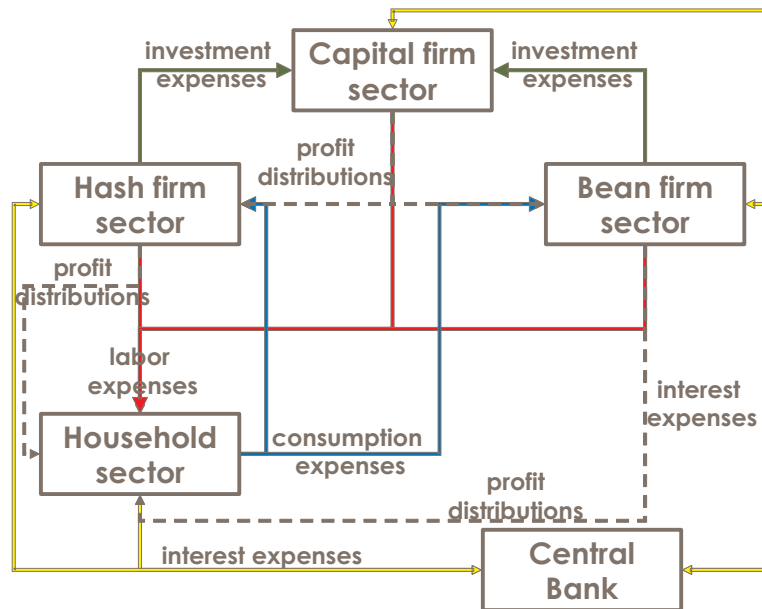 investment
expenses
Capital firm
sector
investment
expenses
profit
distributions
Hash firm
sector
Bean firm
sector
profit
distributions
labor
expenses
interest
expenses
Household
sector
consumption
expenses
profit
distributions
interest expenses
Central
Bank